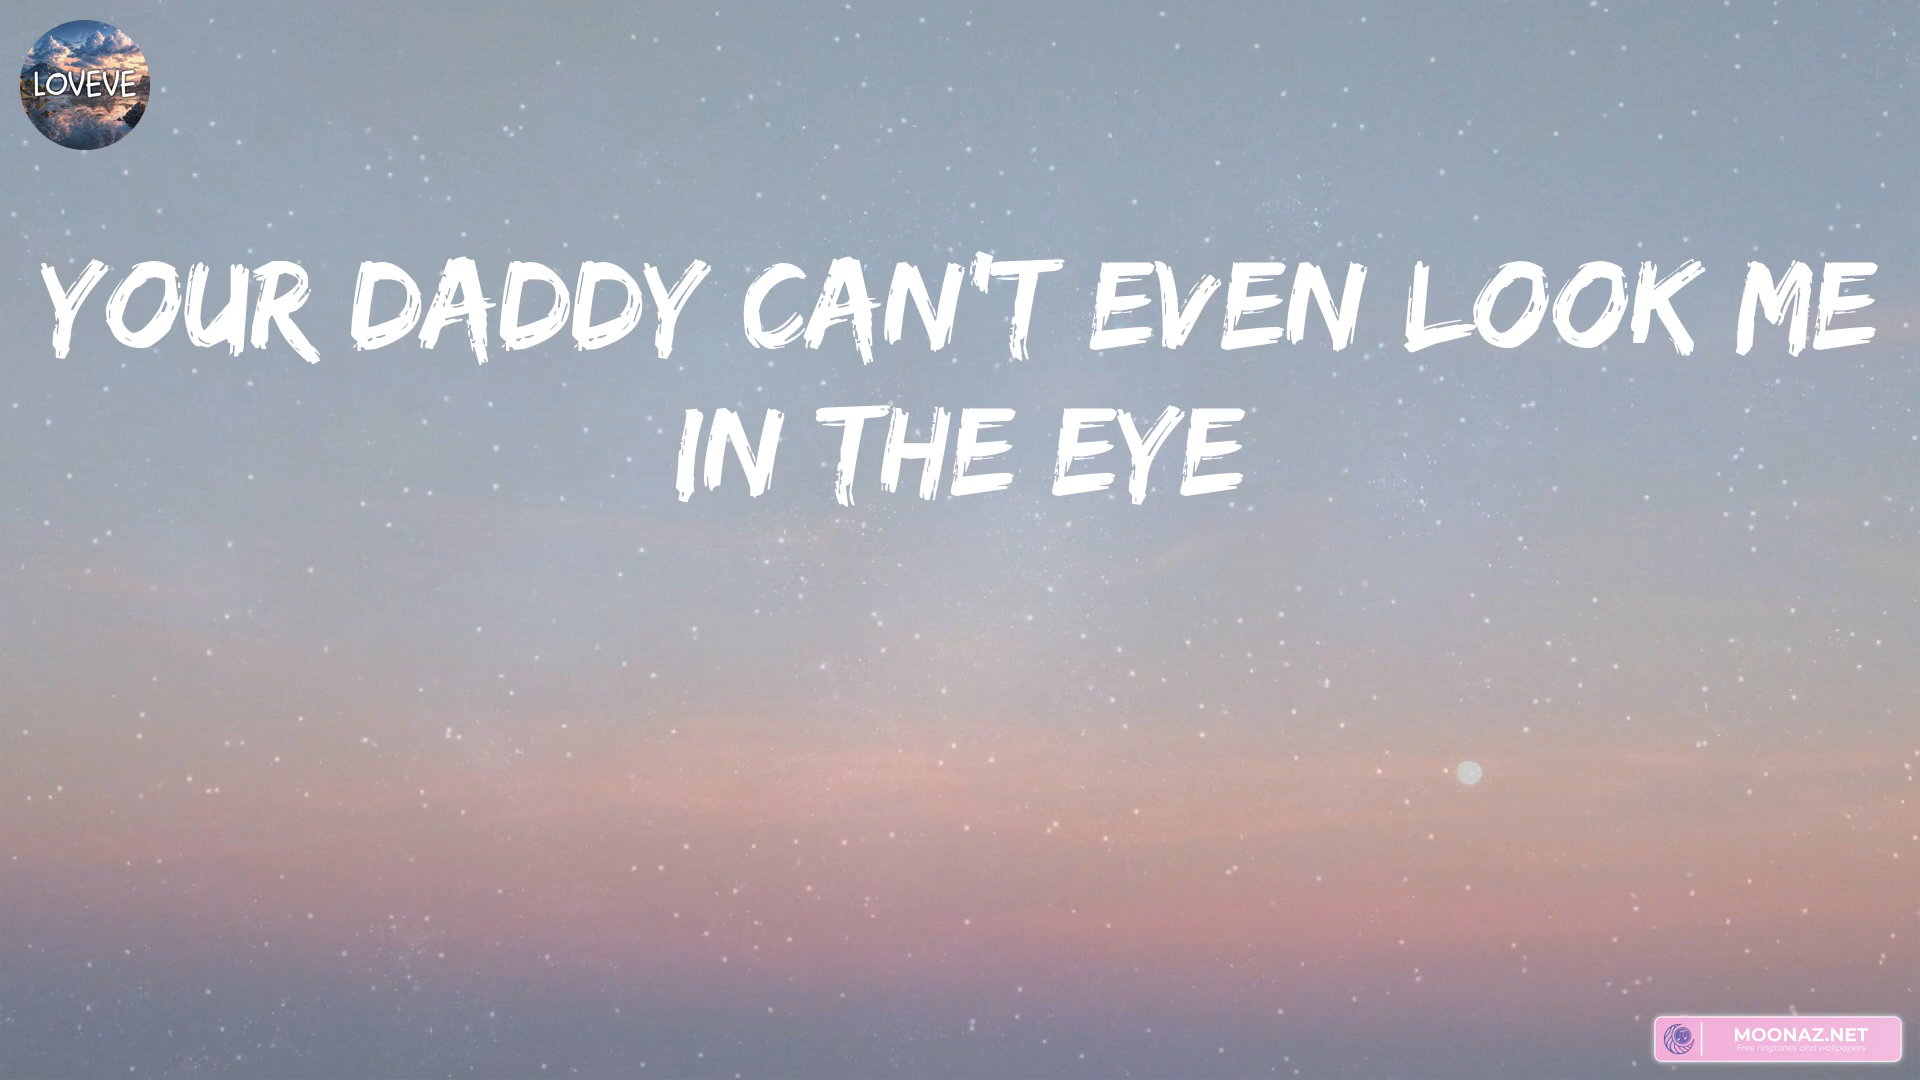 LOVEVE
YOUR DADDY CAN'T EVEN LOOK ME
IN THE EYE
MOONAZ.NET
Free ringtones and wallpapers